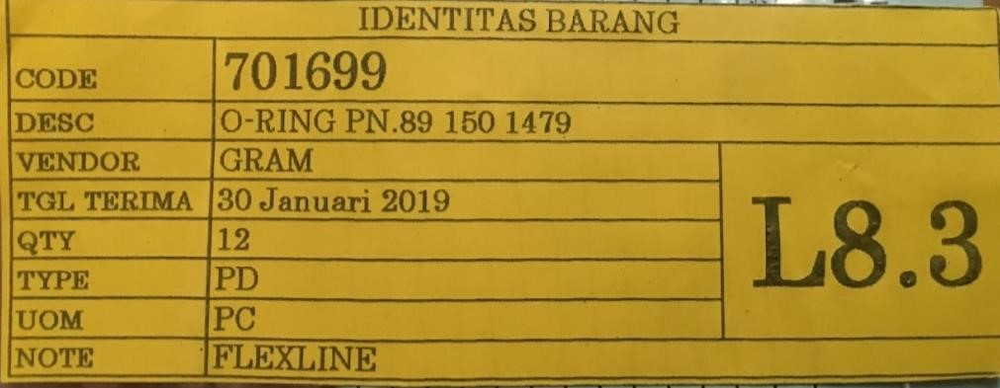 IDENTITAS BARANG
CODE 701699
DESC O-RING PN.89 150 1479
VENDOR GRAM
TGL TERIMA 30 Januari 2019
QTY 12
TYPE PD
UOM PC
NOTE FLEXLINE
L8.3